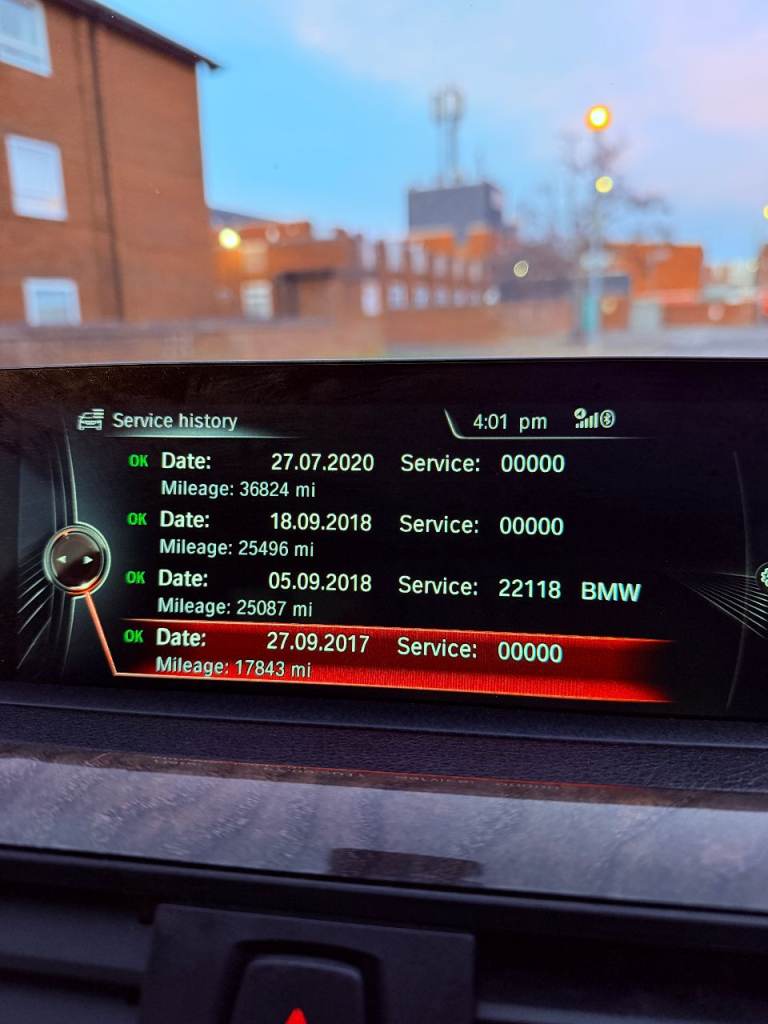 Service history 4:01 pm
OK Date: 27.07.2020 Service: 00000
Mileage: 36824 mi
OK Date: 18.09.2018 Service: 00000
Mileage: 25496 mi
OK Date: 05.09.2018 Service: 22118 BMW
Mileage: 25087 mi
OK Date: 27.09.2017 Service: 00000
Mileage: 17843 mi